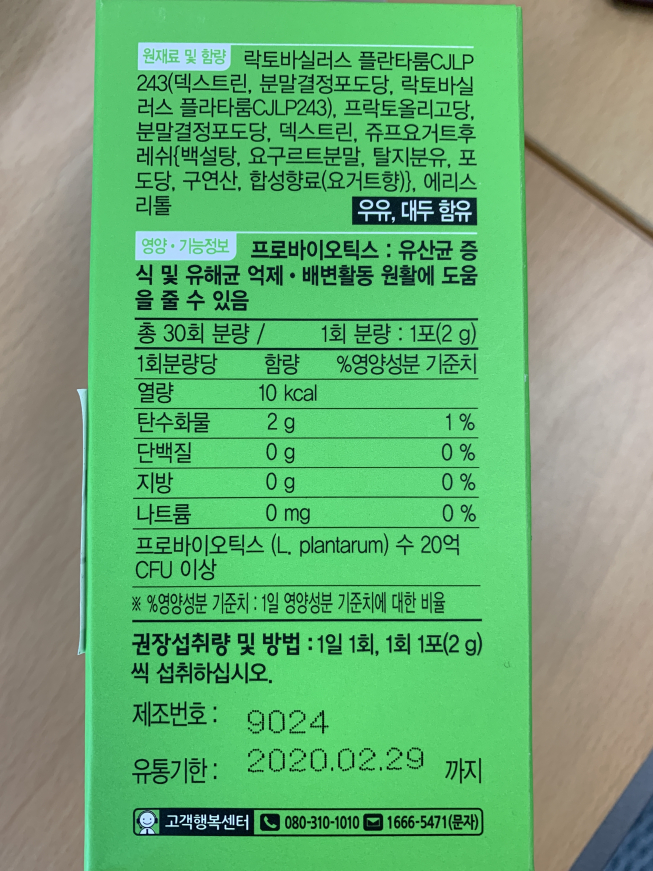 원재료 및 함량 락토바실러스 플란타룸CJLP
243(덱스트린, 분말결정포도당, 락토바실
러스 플라타룸CJLP243), 프락토올리고당,
분말결정포도당, 덱스트린, 쥬프요거트후
레쉬{백설탕, 요구르트분말, 탈지분유, 포
도당, 구연산, 합성향료(요거트향)}, 에리스
리톨 우유, 대두 함유
영양·기능정보 프로바이오틱스 : 유산균 증
식 및 유해균 억제·배변활동 원활에 도움
을 줄 수 있음
총 30회 분량 / 1회 분량 : 1포(2 g)
1회분량당 함량 %영양성분 기준치
열량 10 kcal
탄수화물 2 g 1 %
단백질 0 g 0 %
지방 0 g 0 %
나트륨 0 mg 0 %
프로바이오틱스 (L. plantarum) 수 20억
CFU 이상
※ %영양성분 기준치 : 1일 영양성분 기준치에 대한 비율
권장섭취량 및 방법 : 1일 1회, 1회 1포(2 g)
씩 섭취하십시오.
제조번호 : 9024
유통기한 : 2020.02.29 까지
고객행복센터 080-310-1010 1666-5471(문자)